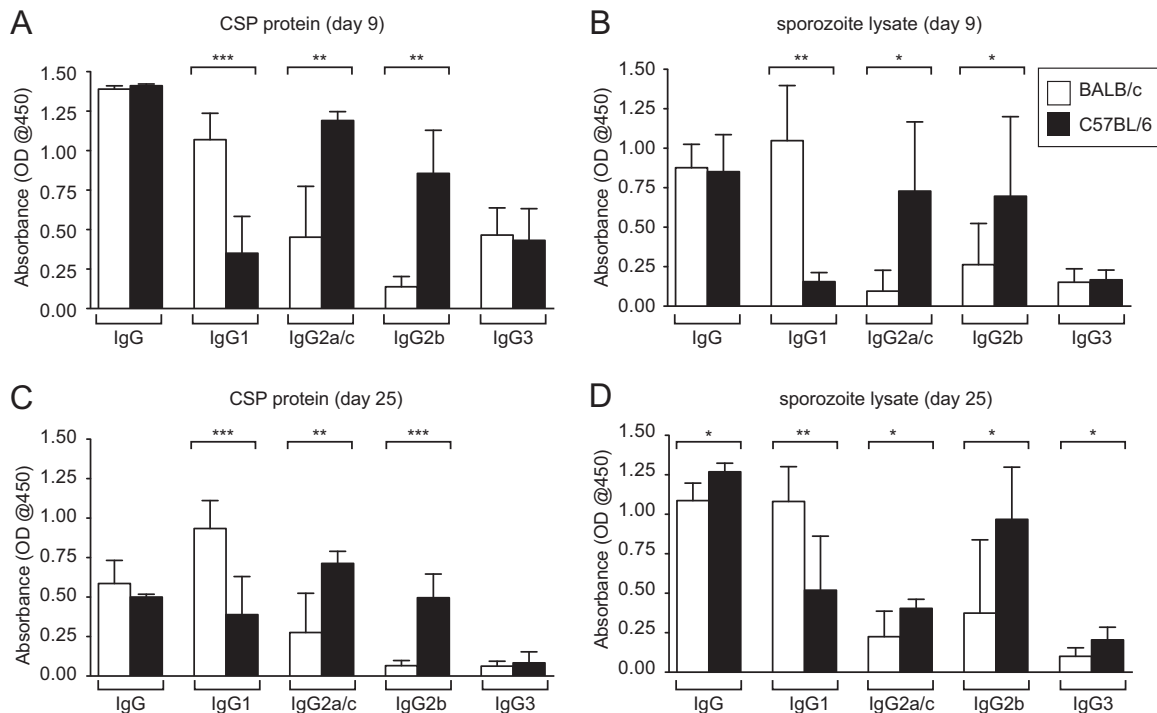 A
CSP protein (day 9)
*** ** **
Absorbance (OD @450)
1.50
1.25
1.00
0.75
0.50
0.25
0.00
IgG IgG1 IgG2a/c IgG2b IgG3
B
sporozoite lysate (day 9)
** * *
Absorbance (OD @450)
1.50
1.25
1.00
0.75
0.50
0.25
0.00
IgG IgG1 IgG2a/c IgG2b IgG3
BALB/c
C57BL/6
C
CSP protein (day 25)
*** ** ***
Absorbance (OD @450)
1.50
1.25
1.00
0.75
0.50
0.25
0.00
IgG IgG1 IgG2a/c IgG2b IgG3
D
sporozoite lysate (day 25)
* ** * * *
Absorbance (OD @450)
1.50
1.25
1.00
0.75
0.50
0.25
0.00
IgG IgG1 IgG2a/c IgG2b IgG3